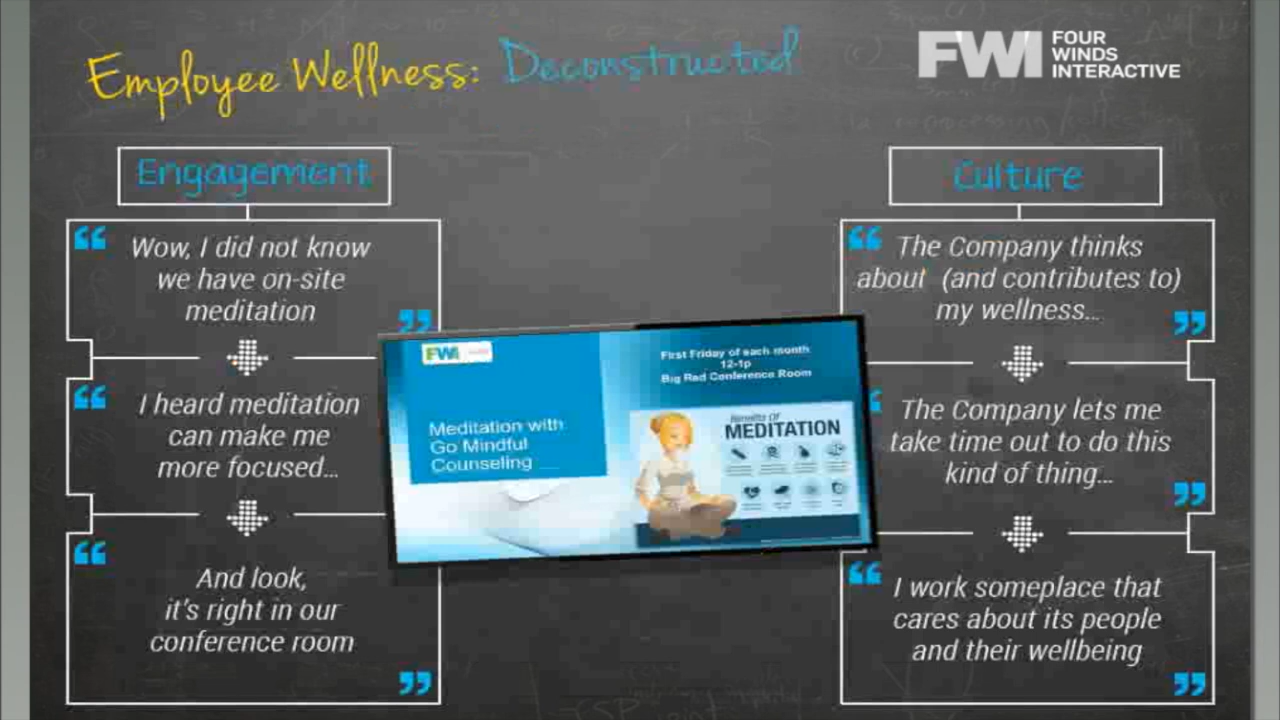 Employee Wellness: Deconstructed
FWI FOUR
WINDS
INTERACTIVE
Engagement
“ Wow, I did not know
we have on-site
meditation ”
“ I heard meditation
can make me
more focused...
“ And look,
it's right in our
conference room ”
FWI
First Friday of each month
12-1p
Big Red Conference Room
Meditation with
Go Mindful
Counseling
Benefits Of
MEDITATION
Culture
“ The Company thinks
about (and contributes to)
my wellness... ”
“ The Company lets me
take time out to do this
kind of thing... ”
“ I work someplace that
cares about its people
and their wellbeing ”